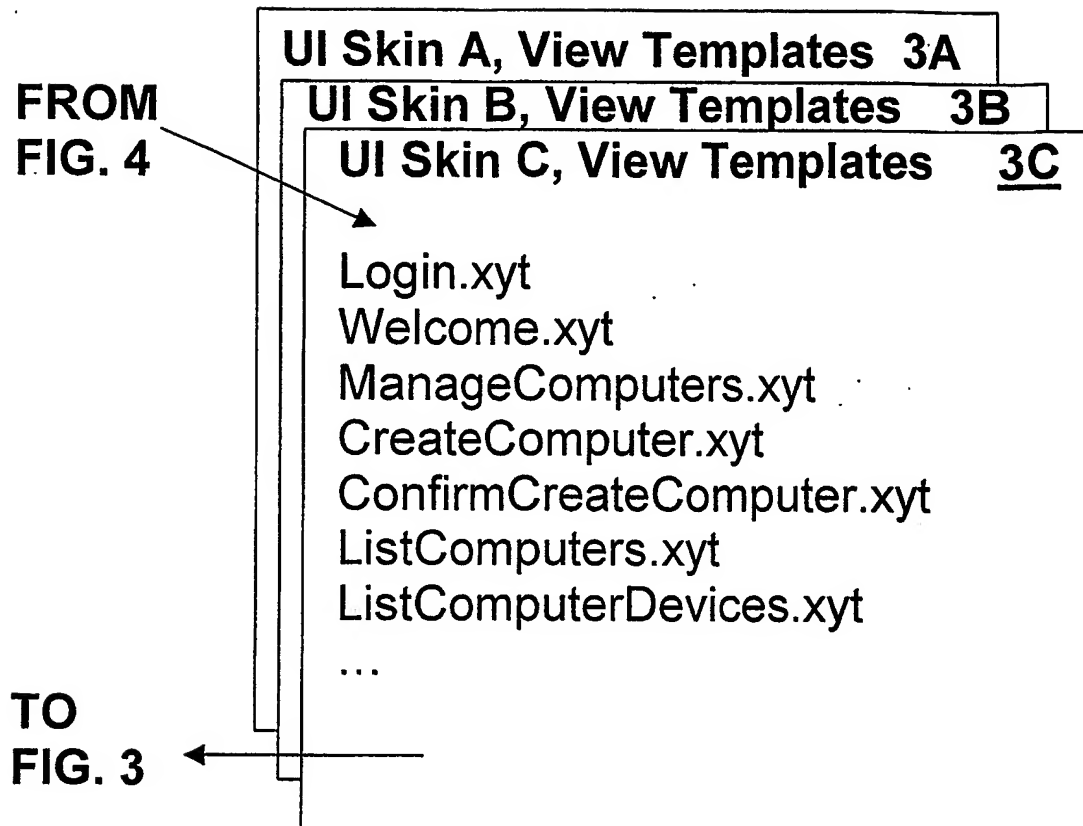 UI Skin A, View Templates 3A
UI Skin B, View Templates 3B
UI Skin C, View Templates 3C
FROM
FIG. 4
Login.xyt
Welcome.xyt
ManageComputers.xyt
CreateComputer.xyt
ConfirmCreateComputer.xyt
ListComputers.xyt
ListComputerDevices.xyt
...
TO
FIG. 3